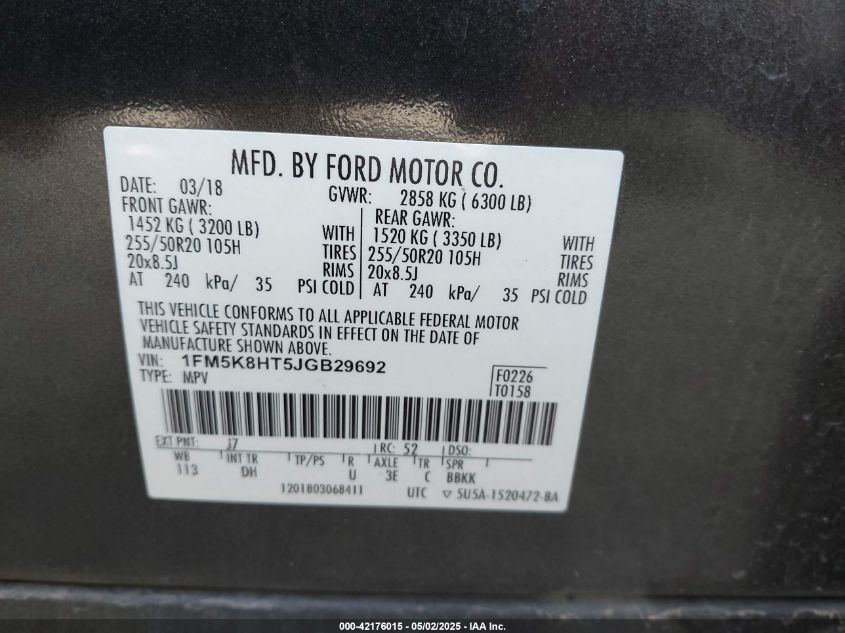 MFD. BY FORD MOTOR CO.
DATE: 03/18 GVWR: 2858 KG ( 6300 LB)
FRONT GAWR: REAR GAWR:
1452 KG ( 3200 LB) WITH 1520 KG ( 3350 LB) WITH
255/50R20 105H TIRES 255/50R20 105H TIRES
20x8.5J RIMS 20x8.5J RIMS
AT 240 kPa/ 35 PSI COLD AT 240 kPa/ 35 PSI COLD
THIS VEHICLE CONFORMS TO ALL APPLICABLE FEDERAL MOTOR
VEHICLE SAFETY STANDARDS IN EFFECT ON THE DATE OF
MANUFACTURE SHOWN ABOVE.
VIN: 1FM5K8HT5JGB29692 F0226
TYPE: MPV T0158
EXT PNT: J7 RC: 52 DSO:
WB INT TR TP/PS R AXLE TR SPR
113 DH U 3E C BBKK
1201803068411 UTC ▽ 5U5A-1520472-BA
000-42176015 - 05/02/2025 - IAA Inc.